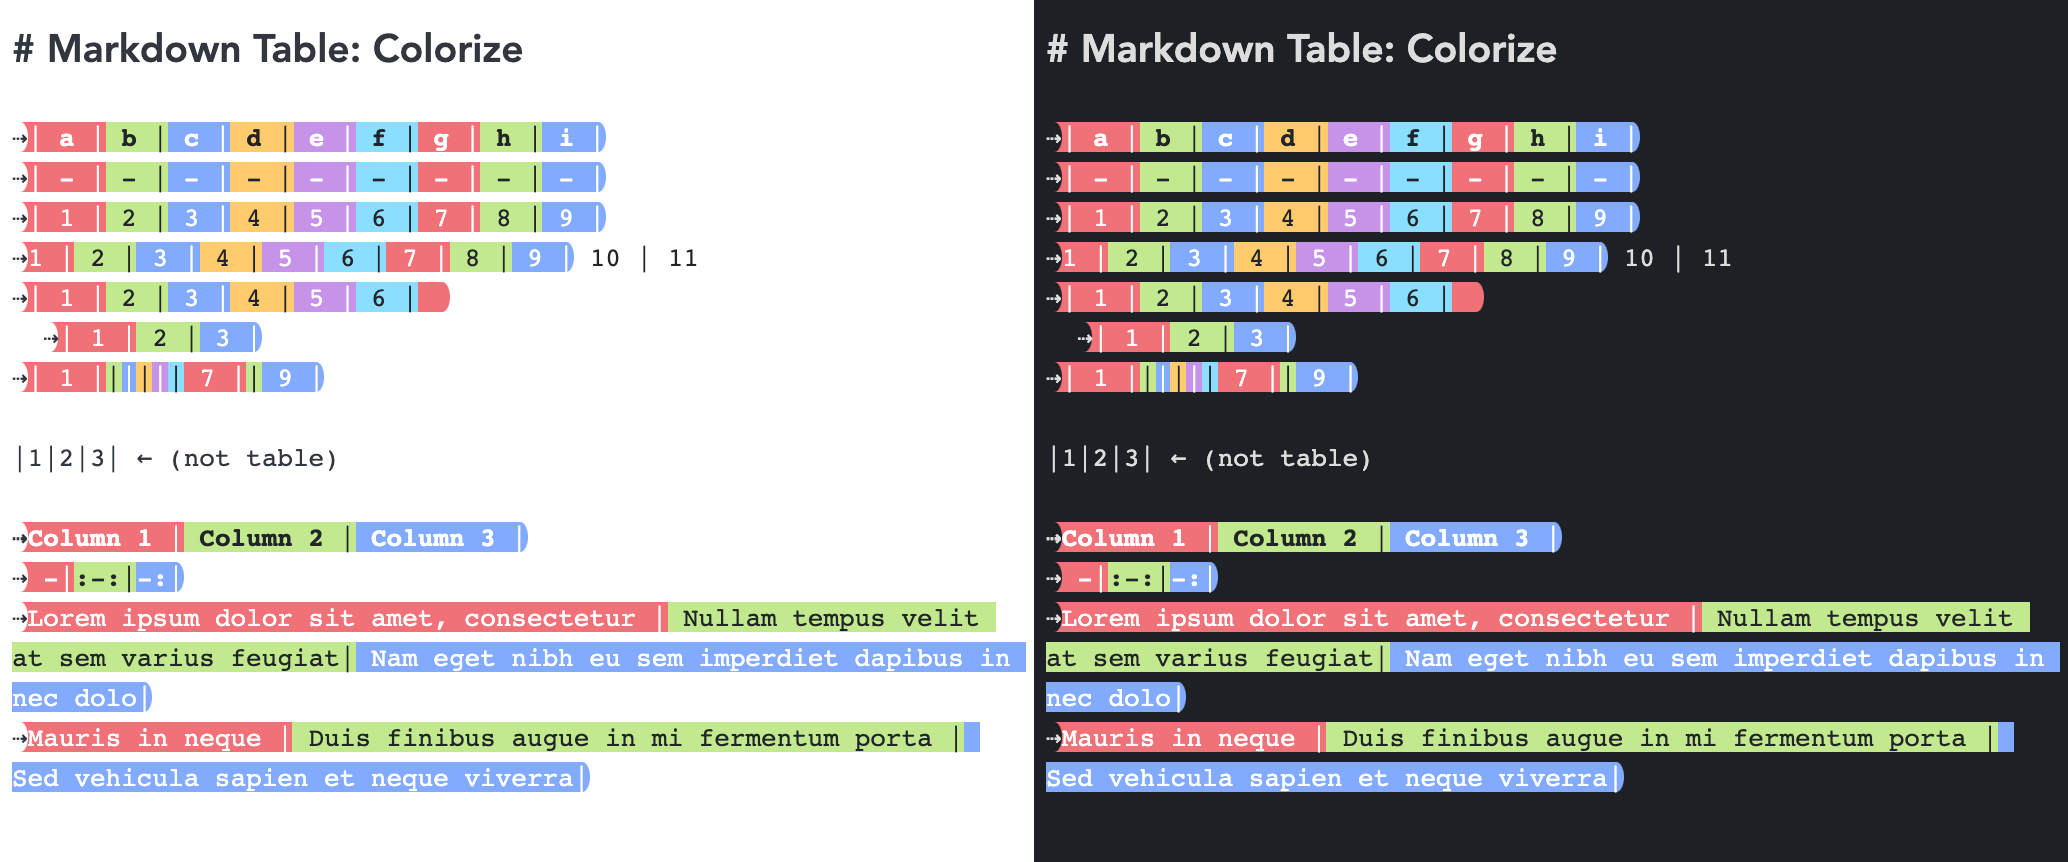 # Markdown Table: Colorize
⇢| a | b | c | d | e | f | g | h | i |
⇢| – | – | – | – | – | – | – | – | – |
⇢| 1 | 2 | 3 | 4 | 5 | 6 | 7 | 8 | 9 |
⇢1 | 2 | 3 | 4 | 5 | 6 | 7 | 8 | 9 | 10 | 11
⇢| 1 | 2 | 3 | 4 | 5 | 6 |
⇢| 1 | 2 | 3 |
⇢| 1 ||||||7 || 9 |
|1|2|3| ← (not table)
⇢Column 1 | Column 2 | Column 3 |
⇢ –|:–:|–:|
⇢Lorem ipsum dolor sit amet, consectetur | Nullam tempus velit
at sem varius feugiat| Nam eget nibh eu sem imperdiet dapibus in
nec dolo|
⇢Mauris in neque | Duis finibus augue in mi fermentum porta |
Sed vehicula sapien et neque viverra|
# Markdown Table: Colorize
⇢| a | b | c | d | e | f | g | h | i |
⇢| – | – | – | – | – | – | – | – | – |
⇢| 1 | 2 | 3 | 4 | 5 | 6 | 7 | 8 | 9 |
⇢1 | 2 | 3 | 4 | 5 | 6 | 7 | 8 | 9 | 10 | 11
⇢| 1 | 2 | 3 | 4 | 5 | 6 |
⇢| 1 | 2 | 3 |
⇢| 1 ||||||7 || 9 |
|1|2|3| ← (not table)
⇢Column 1 | Column 2 | Column 3 |
⇢ –|:–:|–:|
⇢Lorem ipsum dolor sit amet, consectetur | Nullam tempus velit
at sem varius feugiat| Nam eget nibh eu sem imperdiet dapibus in
nec dolo|
⇢Mauris in neque | Duis finibus augue in mi fermentum porta |
Sed vehicula sapien et neque viverra|